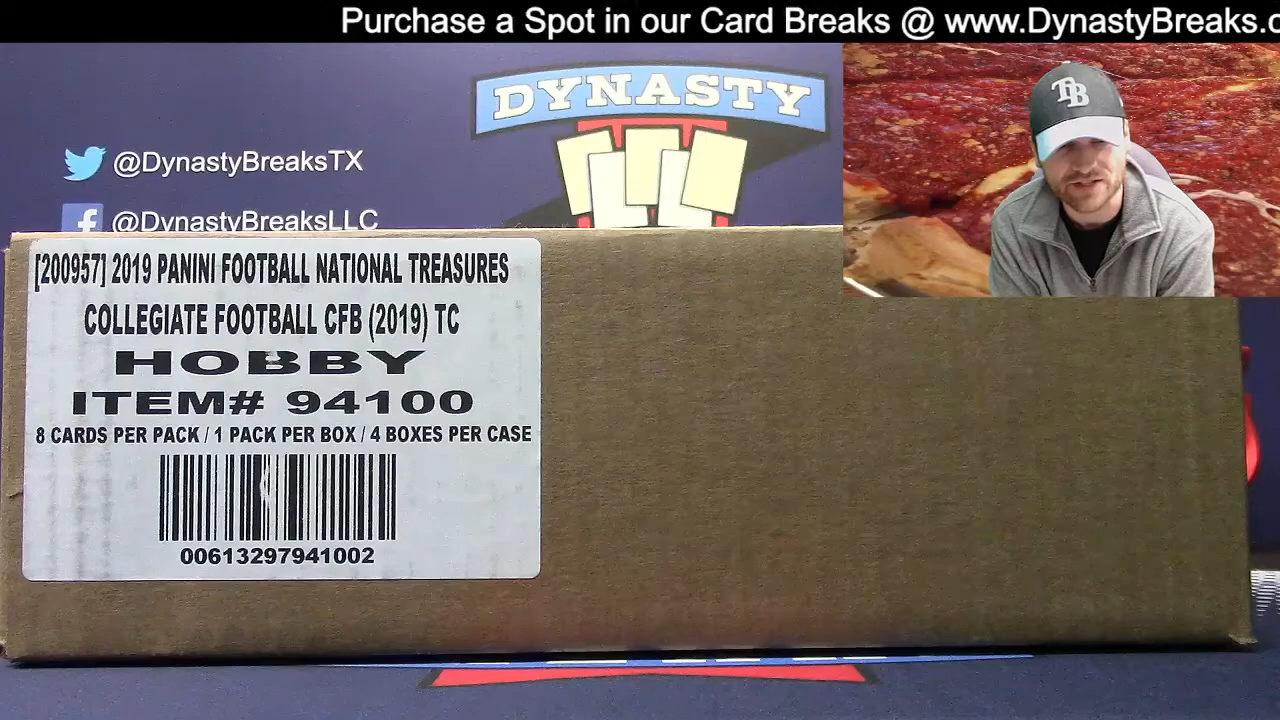 Purchase a Spot in our Card Breaks @ www.DynastyBreaks.c
DYNASTY
@DynastyBreaksTX
@DynastyBreaksLLC
[200957] 2019 PANINI FOOTBALL NATIONAL TREASURES
COLLEGIATE FOOTBALL CFB (2019) TC
HOBBY
ITEM# 94100
8 CARDS PER PACK / 1 PACK PER BOX / 4 BOXES PER CASE
00613297941002
TB